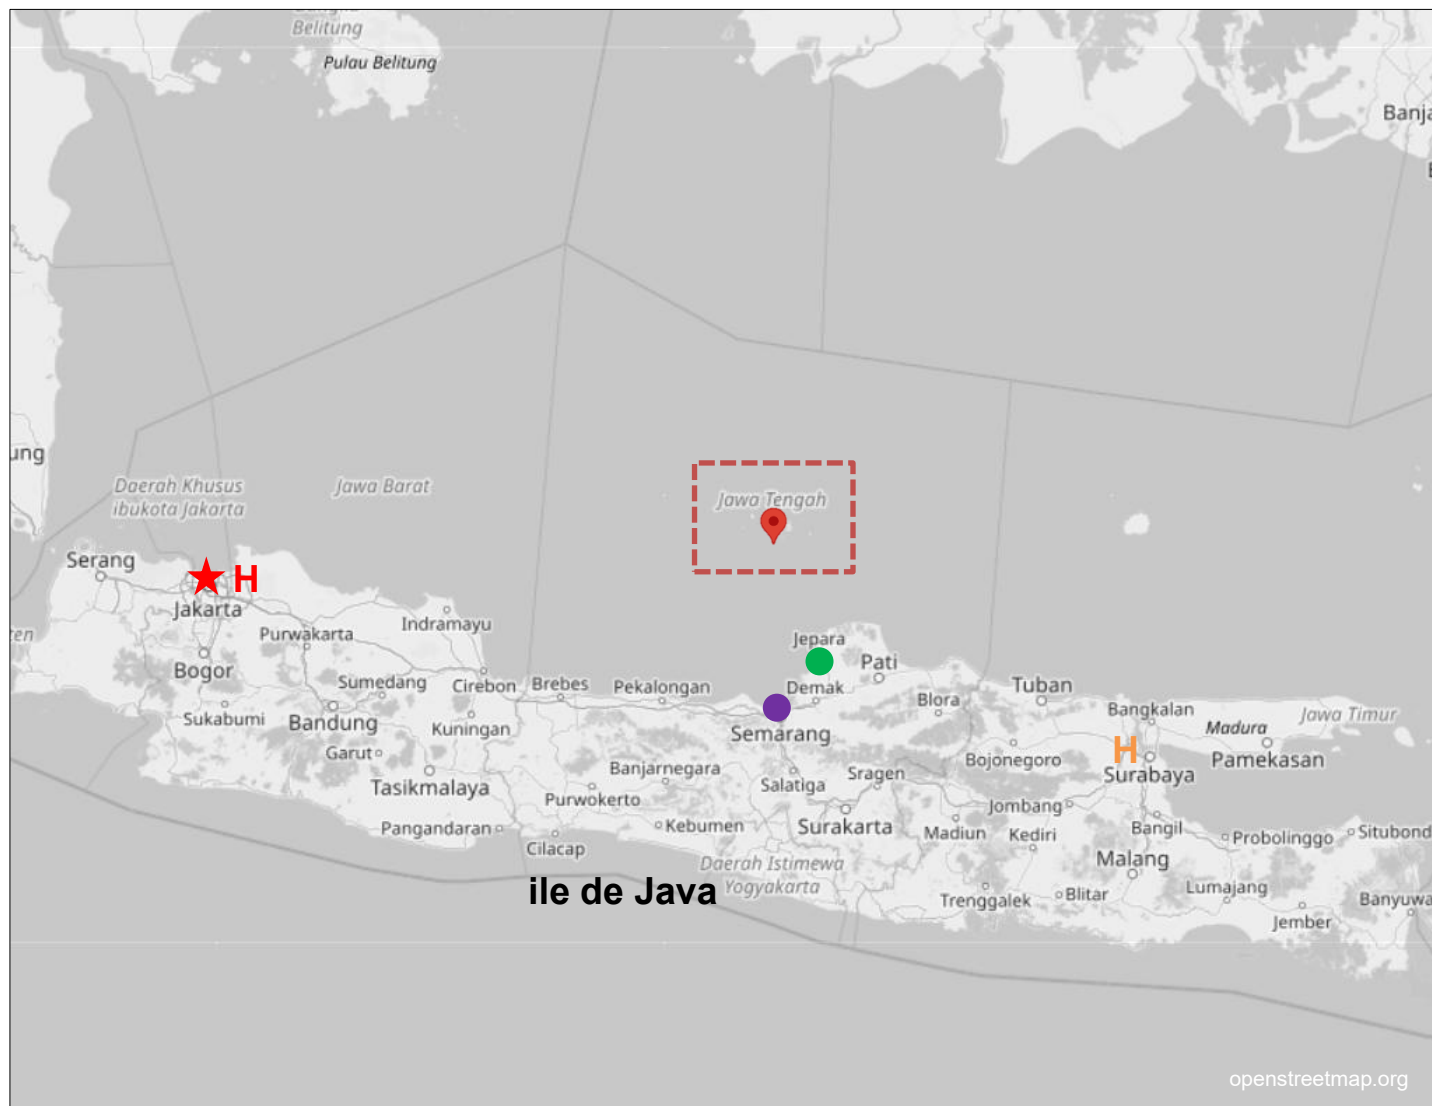 Belitung
Pulau Belitung
Banja
ung
Daerah Khusus
ibukota Jakarta
Jawa Barat
Jawa Tengah
Serang
H
Jakarta
Purwakarta
Indramayu
ten
Bogor
Jepara
Pati
Sumedang
Cirebon
Brebes
Pekalongan
Demak
Blora
Tuban
Sukabumi
Bandung
Kuningan
Semarang
Bangkalan
Madura
Jawa Timur
Garut
Banjarnegara
Salatiga
Sragen
Bojonegoro
H
Surabaya
Pamekasan
Tasikmalaya
Purwokerto
Jombang
Pangandaran
Kebumen
Surakarta
Madiun
Kediri
Bangil
Probolinggo
Situbond
Cilacap
Daerah Istimewa
Yogyakarta
Malang
ile de Java
Trenggalek
Blitar
Lumajang
Jember
Banyuwa
openstreetmap.org